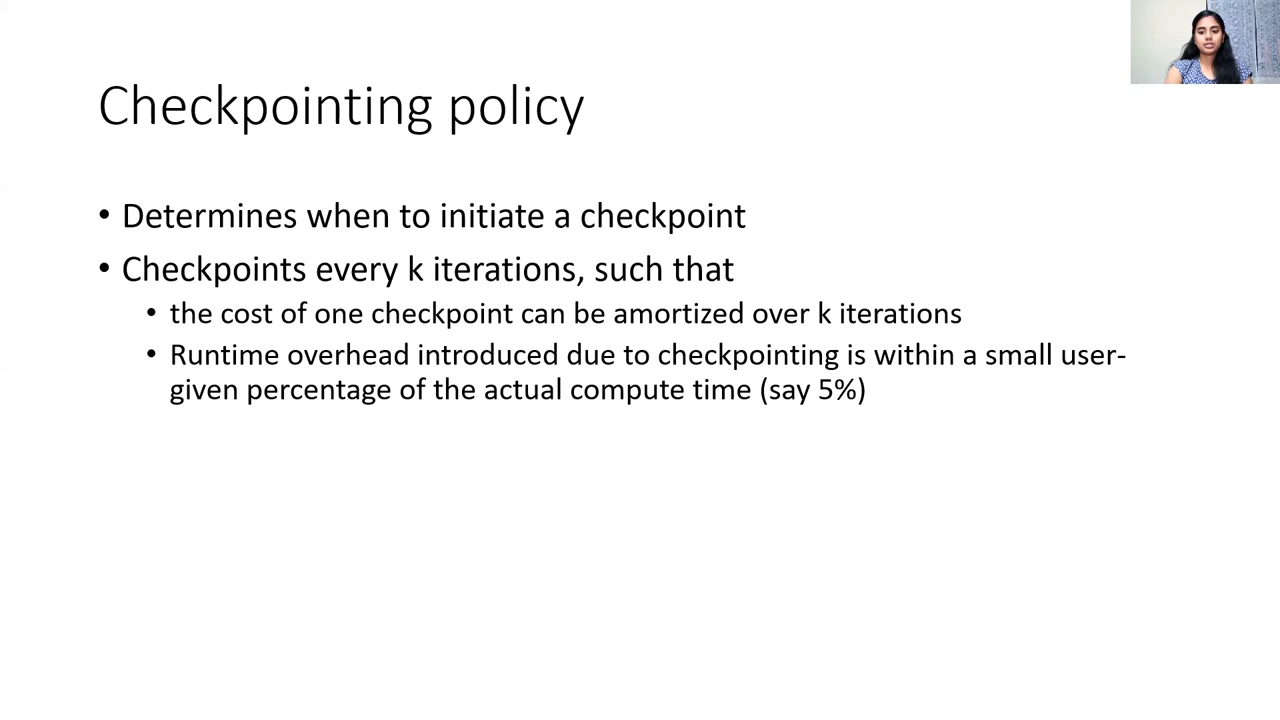 Checkpointing policy
• Determines when to initiate a checkpoint
• Checkpoints every k iterations, such that
• the cost of one checkpoint can be amortized over k iterations
• Runtime overhead introduced due to checkpointing is within a small user-
given percentage of the actual compute time (say 5%)